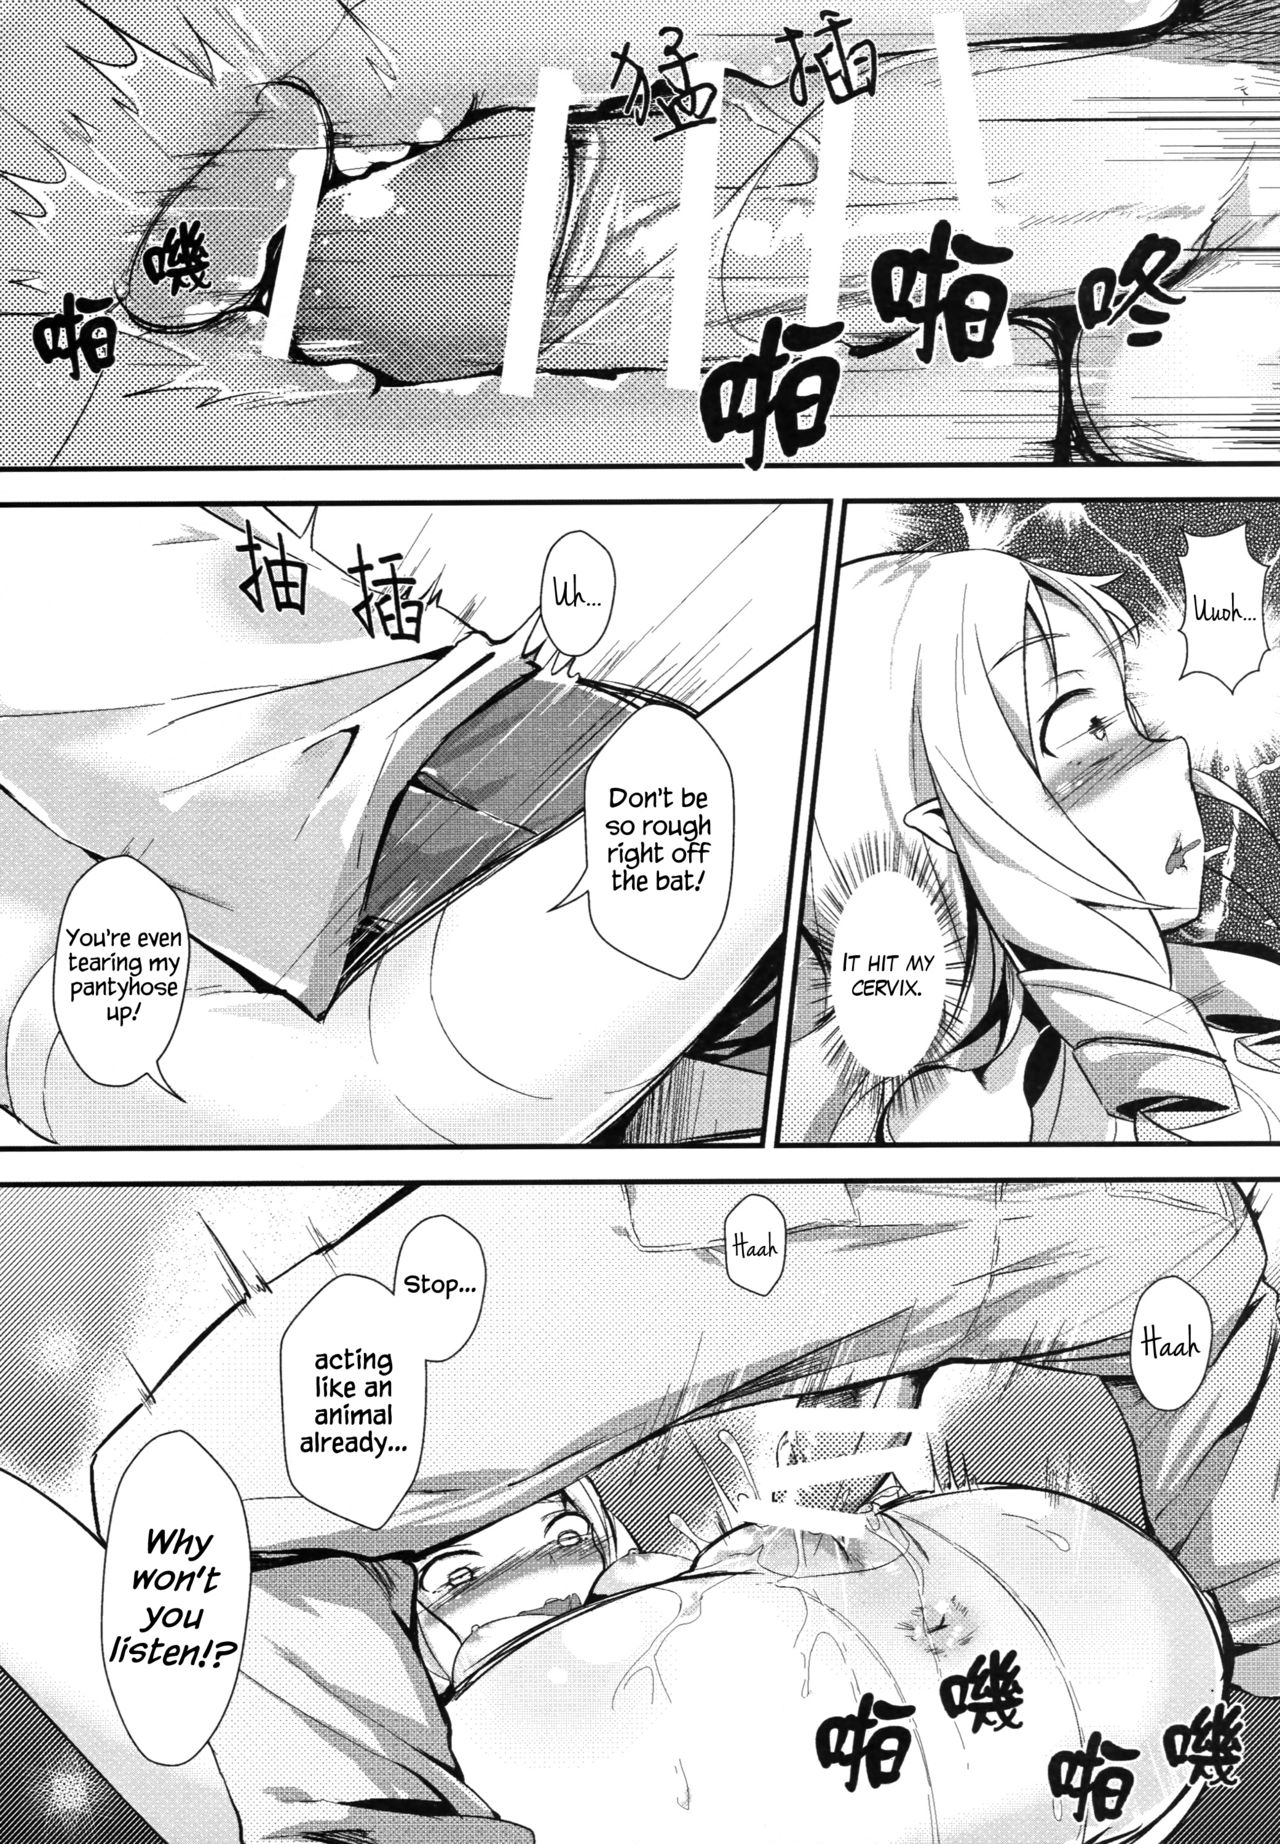 猛~插
咚
啪
啪
嘰
啪
Uuoh...
It hit my
cervix.
Uh...
抽插
Don't be
so rough
right off
the bat!
You're even
tearing my
pantyhose
up!
Haah
Haah
Stop...
acting
like an
animal
already...
Why
won't
you
listen!?
嘰
啪
嘰
啪